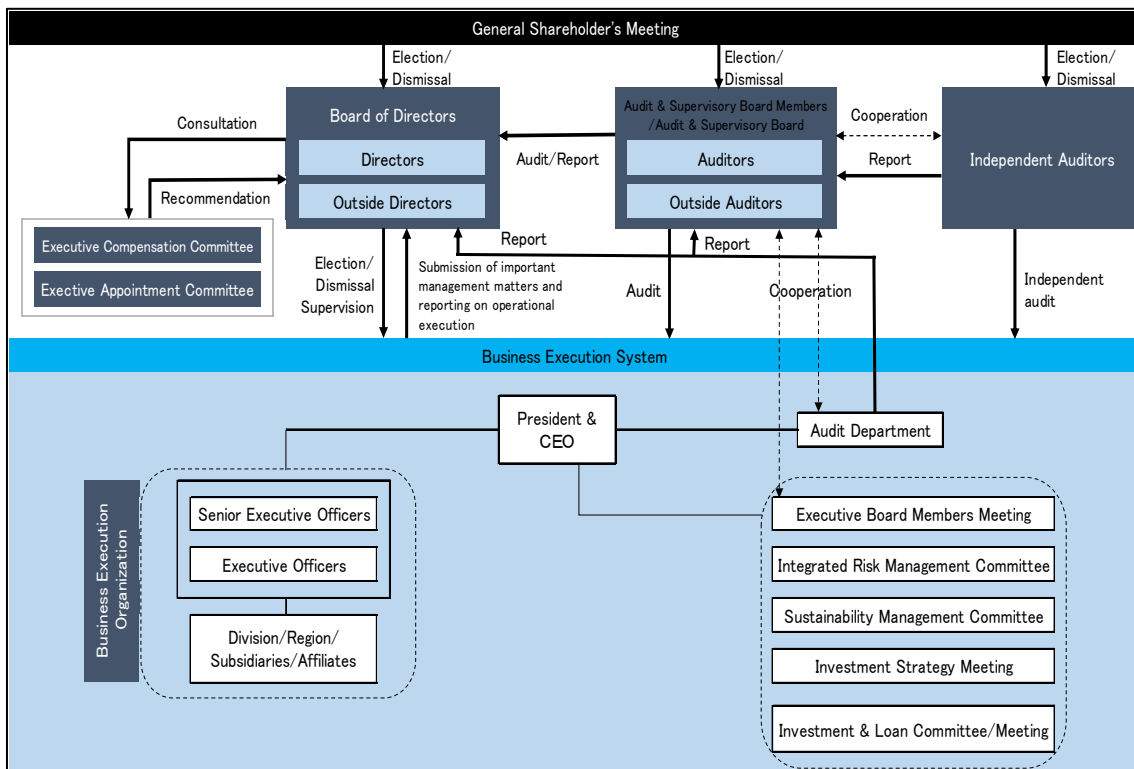 General Shareholder's Meeting
Election/
Dismissal
Election/
Dismissal
Election/
Dismissal
Consultation
Board of Directors
Directors
Outside Directors
Audit/Report
Audit & Supervisory Board Members
/Audit & Supervisory Board
Auditors
Outside Auditors
Cooperation
Report
Independent Auditors
Recommendation
Executive Compensation Committee
Exective Appointment Committee
Election/
Dismissal
Supervision
Report
Submission of important
management matters and
reporting on operational
execution
Audit
Report
Cooperation
Independent
audit
Business Execution System
President &
CEO
Audit Department
Business Execution
Organization
Senior Executive Officers
Executive Officers
Division/Region/
Subsidiaries/Affiliates
Executive Board Members Meeting
Integrated Risk Management Committee
Sustainability Management Committee
Investment Strategy Meeting
Investment & Loan Committee/Meeting